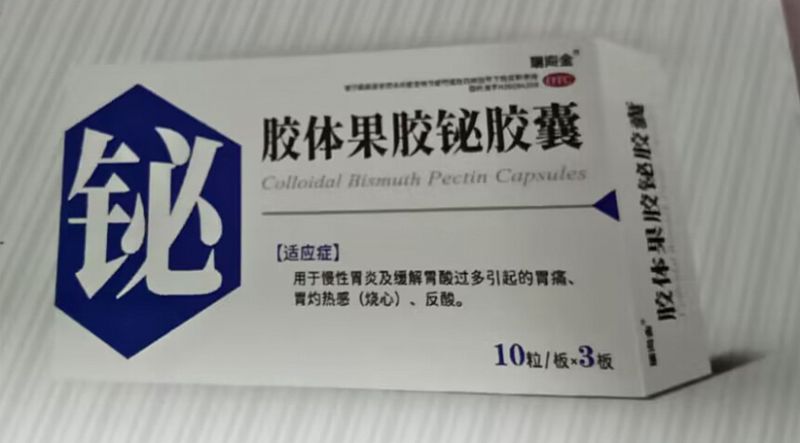 OTC
铋
胶体果胶铋胶囊
Colloidal Bismuth Pectin Capsules
【适应症】
用于慢性胃炎及缓解胃酸过多引起的胃痛、
胃灼热感（烧心）、反酸。
10粒/板×3板
胶体果胶铋胶囊